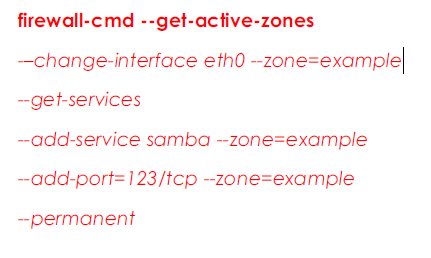 firewall-cmd --get-active-zones
-–change-interface eth0 --zone=example
--get-services
--add-service samba --zone=example
--add-port=123/tcp --zone=example
--permanent